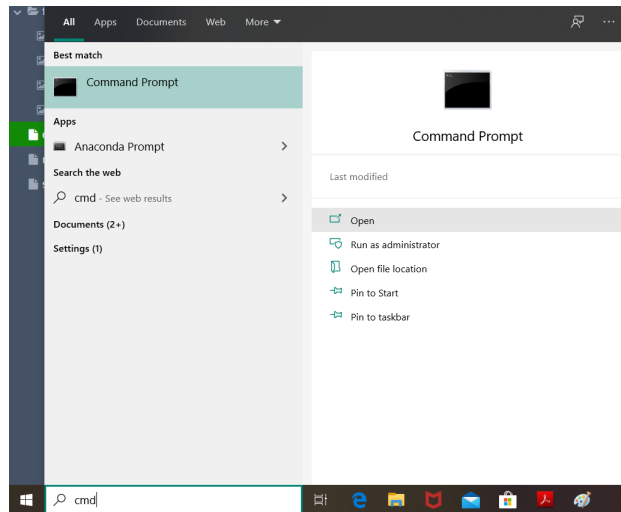 All Apps Documents Web More
Best match
Command Prompt
Apps
Anaconda Prompt
Search the web
cmd - See web results
Documents (2+)
Settings (1)
Command Prompt
Last modified
Open
Run as administrator
Open file location
Pin to Start
Pin to taskbar
cmd